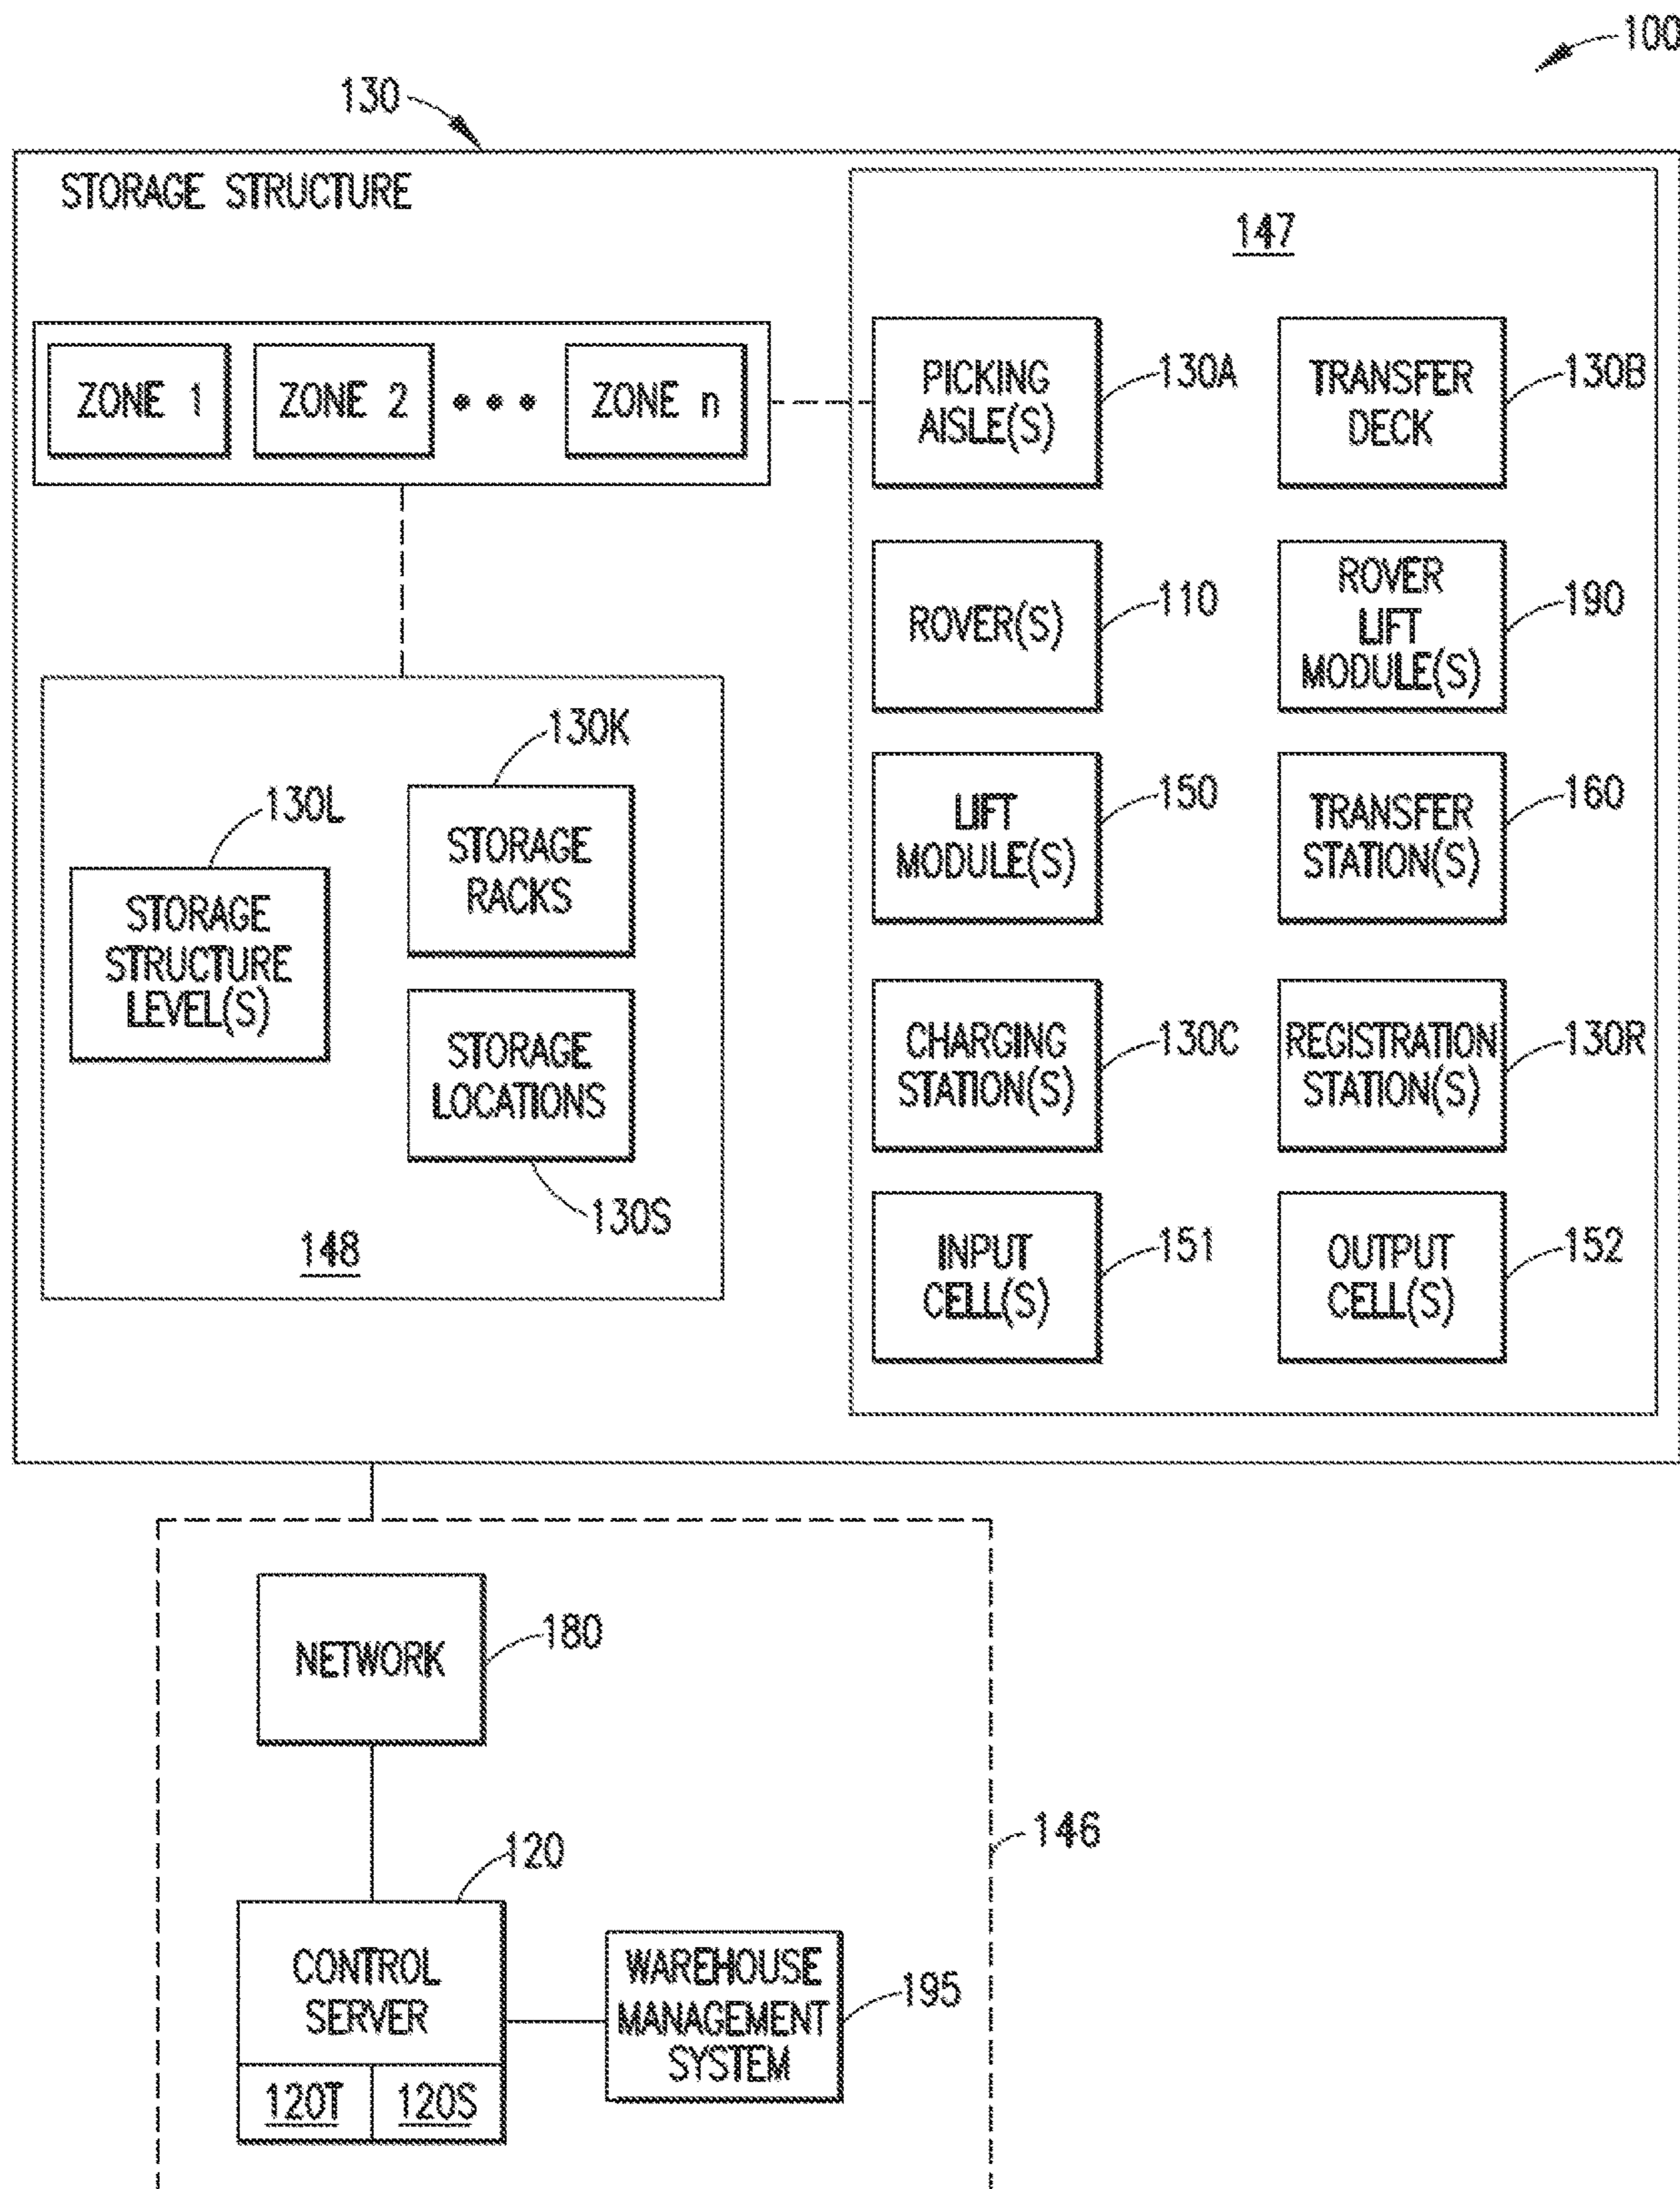 100
130
STORAGE STRUCTURE
147
ZONE 1
ZONE 2
ZONE n
PICKING
AISLE(S)
130A
TRANSFER
DECK
130B
ROVER(S)
110
ROVER
LIFT
MODULE(S)
190
130K
130L
STORAGE
RACKS
STORAGE
STRUCTURE
LEVEL(S)
STORAGE
LOCATIONS
130S
148
LIFT
MODULE(S)
150
TRANSFER
STATION(S)
160
CHARGING
STATION(S)
130C
REGISTRATION
STATION(S)
130R
INPUT
CELL(S)
151
OUTPUT
CELL(S)
152
NETWORK
180
146
120
CONTROL
SERVER
120T
120S
WAREHOUSE
MANAGEMENT
SYSTEM
195